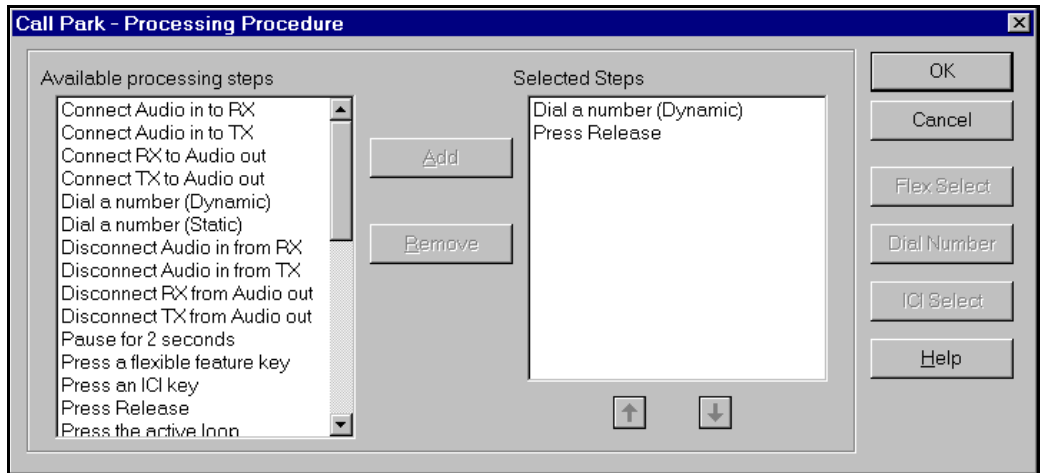 Call Park - Processing Procedure
Available processing steps
Connect Audio in to RX
Connect Audio in to TX
Connect RX to Audio out
Connect TX to Audio out
Dial a number (Dynamic)
Dial a number (Static)
Disconnect Audio in from RX
Disconnect Audio in from TX
Disconnect RX from Audio out
Disconnect TX from Audio out
Pause for 2 seconds
Press a flexible feature key
Press an ICI key
Press Release
Press the active loop
Add
Remove
Selected Steps
Dial a number (Dynamic)
Press Release
OK
Cancel
Flex Select
Dial Number
ICI Select
Help